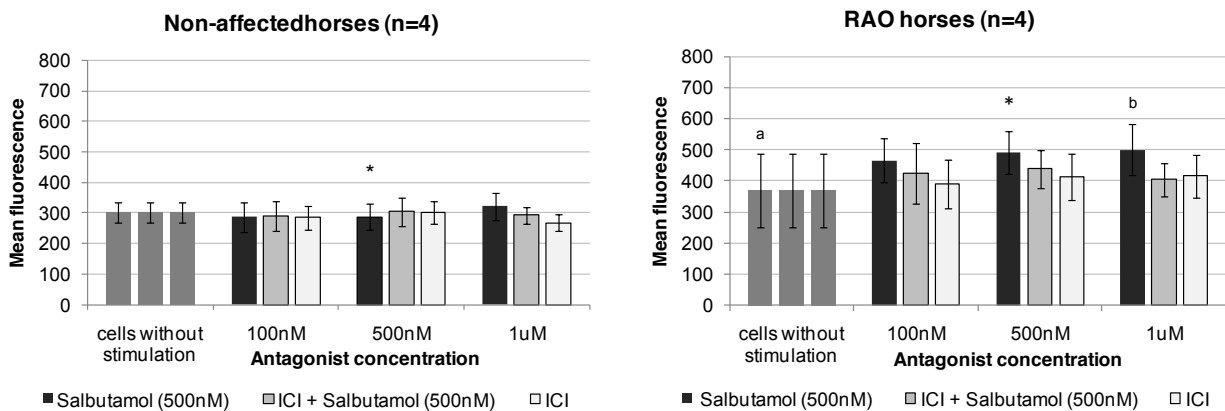 Non-affectedhorses (n=4)
Mean fluorescence
800
700
600
500
400
300
200
100
0
*
cells without
stimulation
100nM
500nM
1uM
Antagonist concentration
Salbutamol (500nM)
ICI + Salbutamol (500nM)
ICI
RAO horses (n=4)
Mean fluorescence
800
700
600
500
400
300
200
100
0
a
*
b
cells without
stimulation
100nM
500nM
1uM
Antagonist concentration
Salbutamol (500nM)
ICI + Salbutamol (500nM)
ICI